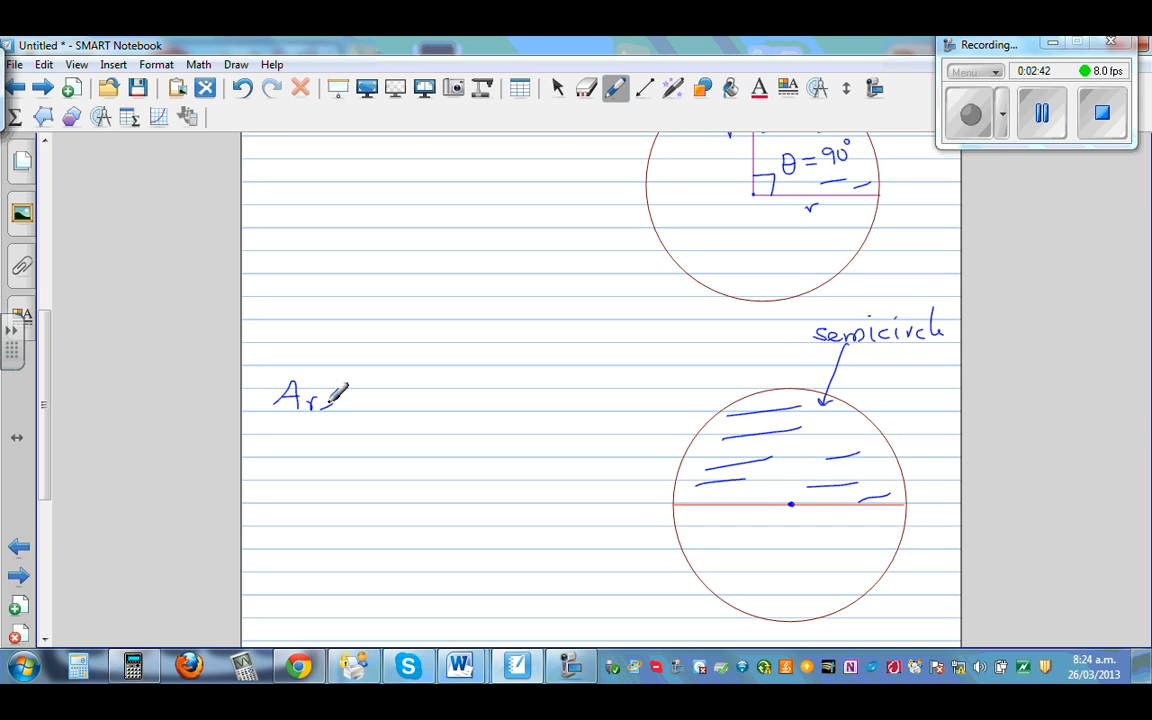 Untitled * - SMART Notebook
File Edit View Insert Format Math Draw Help
Recording...
Menu
0:02:42
8.0 fps
θ = 90°
r
semicircle
Ar
8:24 a.m.
26/03/2013